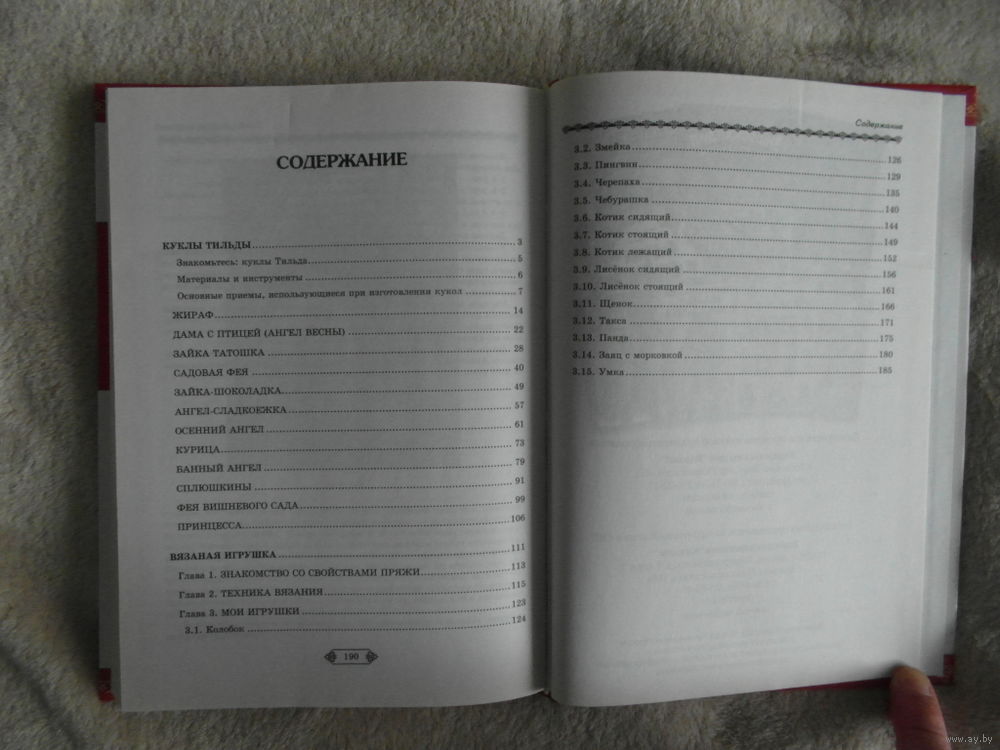 СОДЕРЖАНИЕ
КУКЛЫ ТИЛЬДЫ 3
Знакомьтесь: куклы Тильда 5
Материалы и инструменты 6
Основные приемы, использующиеся при изготовлении кукол 7
ЖИРАФ 14
ДАМА С ПТИЦЕЙ (АНГЕЛ ВЕСНЫ) 22
ЗАЙКА ТАТОШКА 28
САДОВАЯ ФЕЯ 40
ЗАЙКА-ШОКОЛАДКА 49
АНГЕЛ-СЛАДКОЕЖКА 57
ОСЕННИЙ АНГЕЛ 61
КУРИЦА 73
БАННЫЙ АНГЕЛ 79
СПЛЮШКИНЫ 91
ФЕЯ ВИШНЕВОГО САДА 99
ПРИНЦЕССА 106
ВЯЗАНАЯ ИГРУШКА 111
Глава 1. ЗНАКОМСТВО СО СВОЙСТВАМИ ПРЯЖИ 113
Глава 2. ТЕХНИКА ВЯЗАНИЯ 115
Глава 3. МОИ ИГРУШКИ 123
3.1. Колобок 124
190
Содержание
3.2. Змейка 126
3.3. Пингвин 129
3.4. Черепаха 135
3.5. Чебурашка 140
3.6. Котик сидящий 144
3.7. Котик стоящий 149
3.8. Котик лежащий 152
3.9. Лисёнок сидящий 156
3.10. Лисёнок стоящий 161
3.11. Щенок 166
3.12. Такса 171
3.13. Панда 175
3.14. Заяц с морковкой 180
3.15. Умка 185
www.ay.by